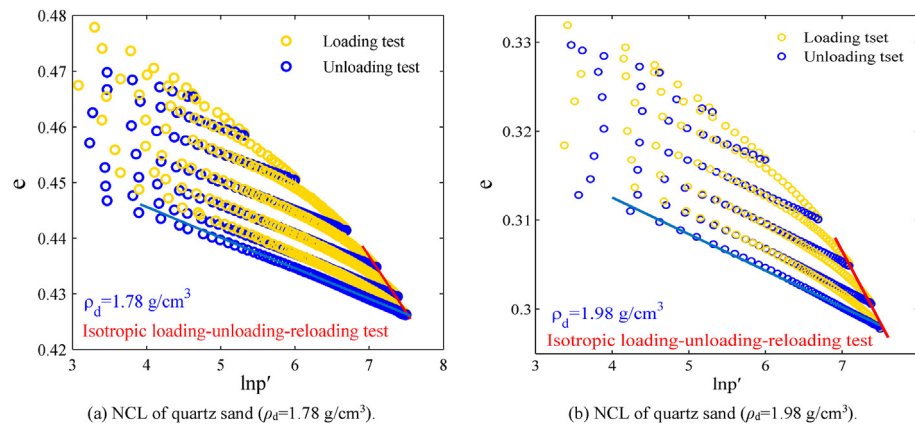 0.48
0.47
0.46
0.45
0.44
0.43
0.42
e
3
4
5
6
7
8
lnp′
Loading test
Unloading test
ρd=1.78 g/cm³
Isotropic loading-unloading-reloading test
(a) NCL of quartz sand (ρd=1.78 g/cm³).
0.33
0.32
0.31
0.3
e
3
4
5
6
7
8
lnp′
Loading tset
Unloading tset
ρd=1.98 g/cm³
Isotropic loading-unloading-reloading test
(b) NCL of quartz sand (ρd=1.98 g/cm³).